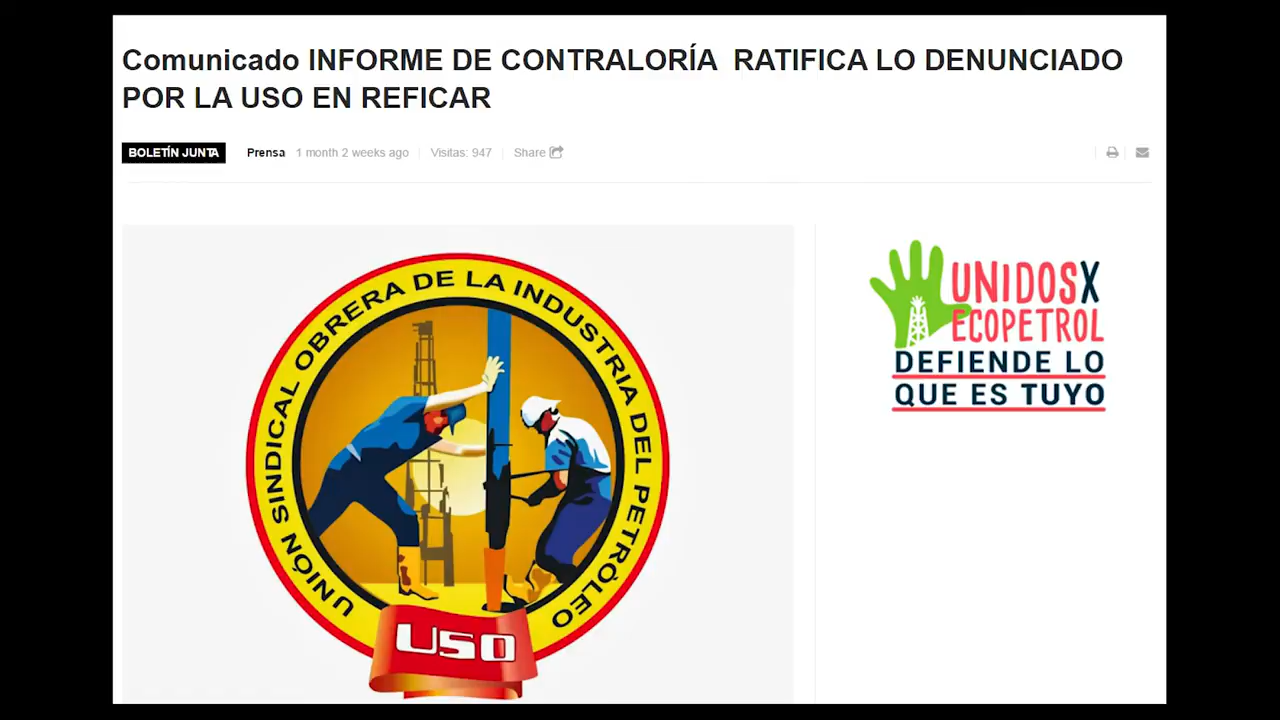 Comunicado INFORME DE CONTRALORÍA RATIFICA LO DENUNCIADO
POR LA USO EN REFICAR
BOLETÍN JUNTA Prensa 1 month 2 weeks ago Visitas: 947 Share
UNIÓN SINDICAL OBRERA DE LA INDUSTRIA DEL PETRÓLEO
USO
UNIDOSX
ECOPETROL
DEFIENDE LO
QUE ES TUYO